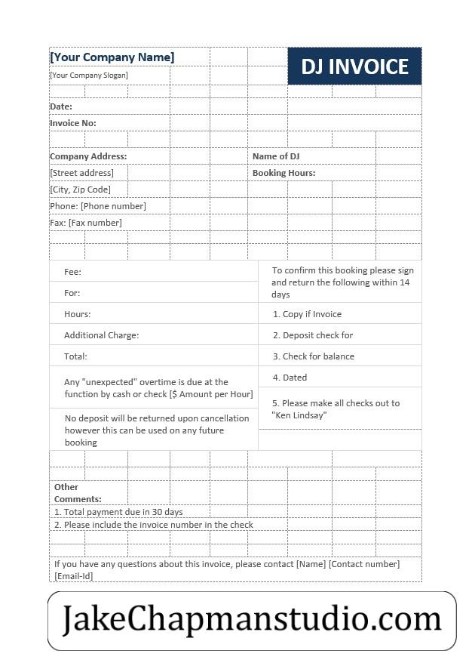 [Your Company Name]
DJ INVOICE
[Your Company Slogan]
Date:
Invoice No:
Company Address:
Name of DJ
[Street address]
Booking Hours:
[City, Zip Code]
Phone: [Phone number]
Fax: [Fax number]
Fee:
For:
Hours:
Additional Charge:
Total:
Any "unexpected" overtime is due at the
function by cash or check [$ Amount per Hour]
No deposit will be returned upon cancellation
however this can be used on any future
booking
To confirm this booking please sign
and return the following within 14
days
1. Copy if Invoice
2. Deposit check for
3. Check for balance
4. Dated
5. Please make all checks out to
"Ken Lindsay"
Other
Comments:
1. Total payment due in 30 days
2. Please include the invoice number in the check
If you have any questions about this invoice, please contact [Name] [Contact number]
[Email-Id]
JakeChapmanstudio.com